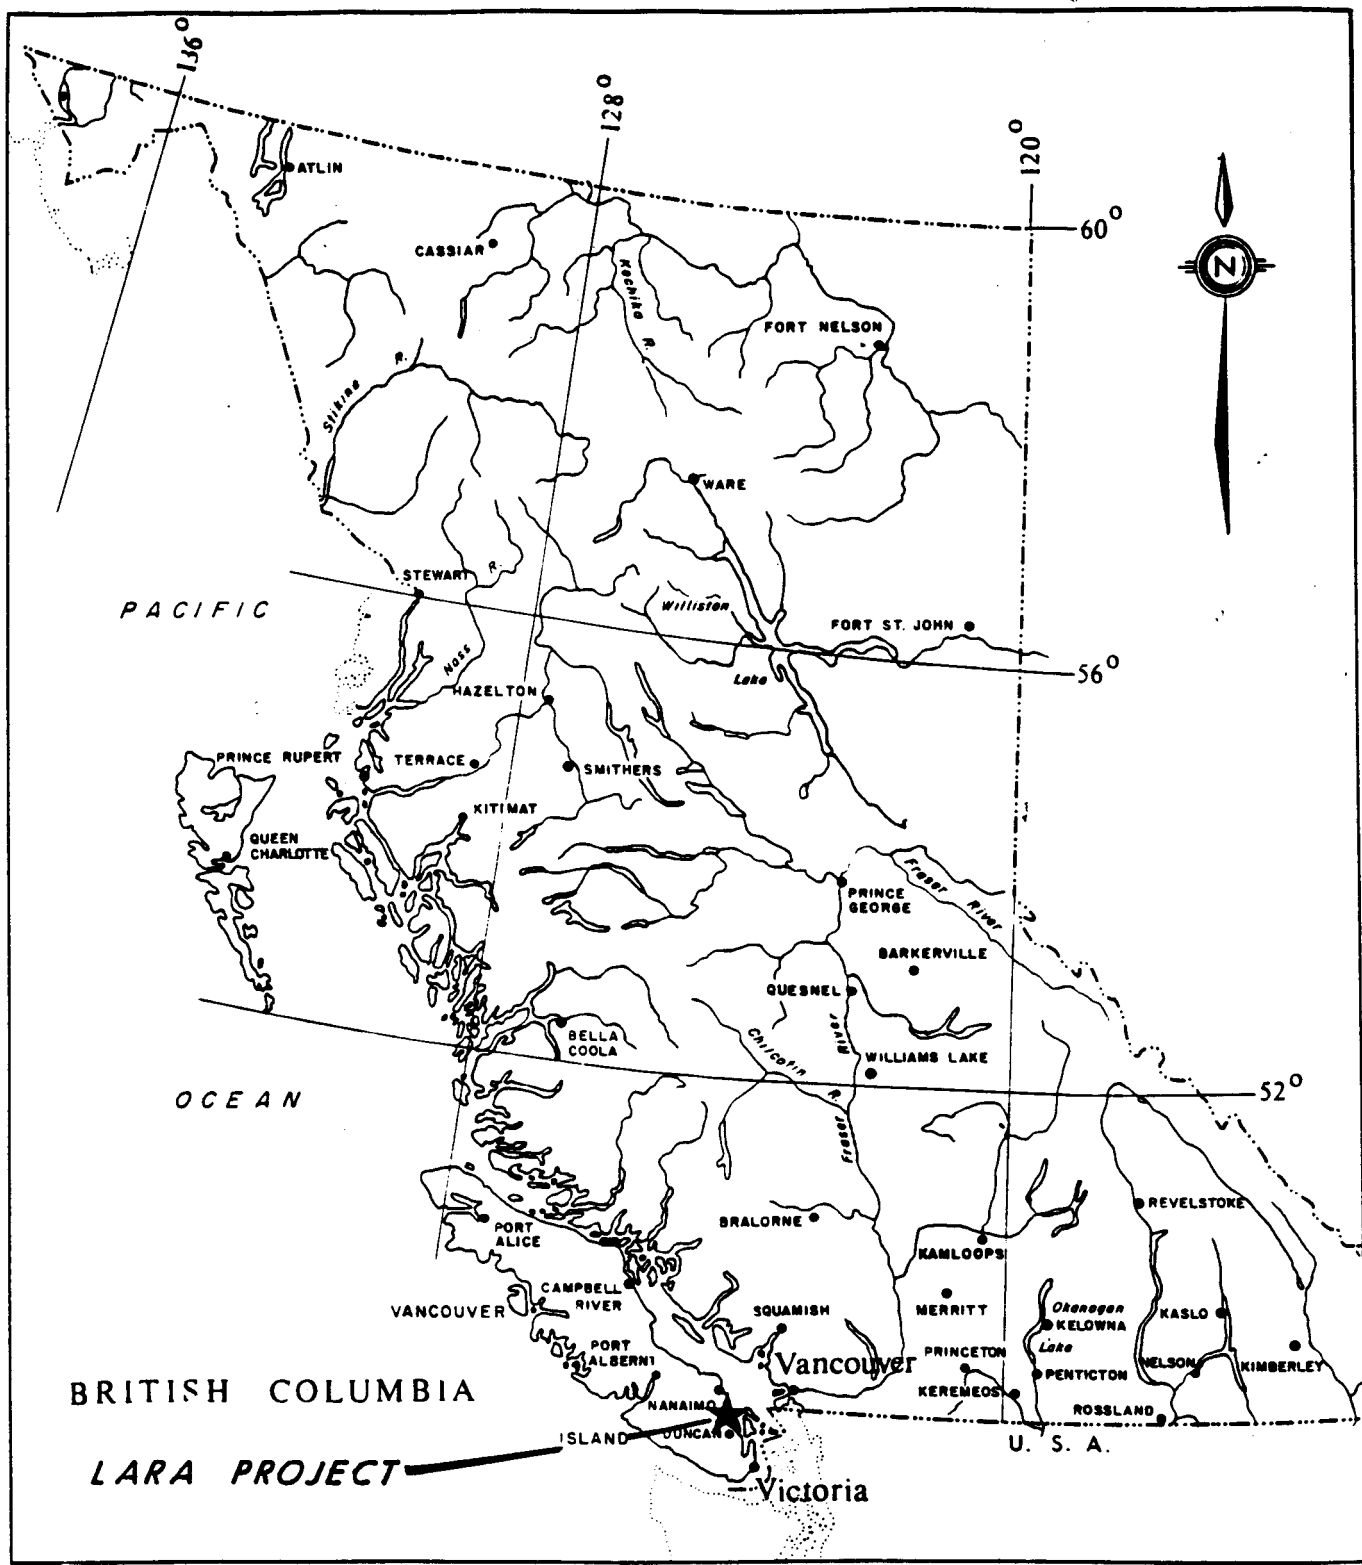 136°
128°
120°
ATLIN
60°
CASSIAR
N
Kechika R.
FORT NELSON
Stikine R.
WARE
STEWART
R.
PACIFIC
Williston
FORT ST. JOHN
Nass
56°
Lake
HAZELTON
PRINCE RUPERT
TERRACE
SMITHERS
KITIMAT
QUEEN
CHARLOTTE
Fraser River
PRINCE
GEORGE
BARKERVILLE
QUESNEL
BELLA
COOLA
Chilcotin R.
Fraser River
WILLIAMS LAKE
OCEAN
52°
REVELSTOKE
BRALORNE
PORT
ALICE
KAMLOOPS
CAMPBELL
RIVER
VANCOUVER
SQUAMISH
MERRITT
Okanagan
KELOWNA
Lake
KASLO
PORT
ALBERNI
Vancouver
PRINCETON
PENTICTON
NELSON
KIMBERLEY
BRITISH COLUMBIA
NANAIMO
KEREMEOS
ROSSLAND
ISLAND
DUNCAN
U. S. A.
LARA PROJECT
Victoria